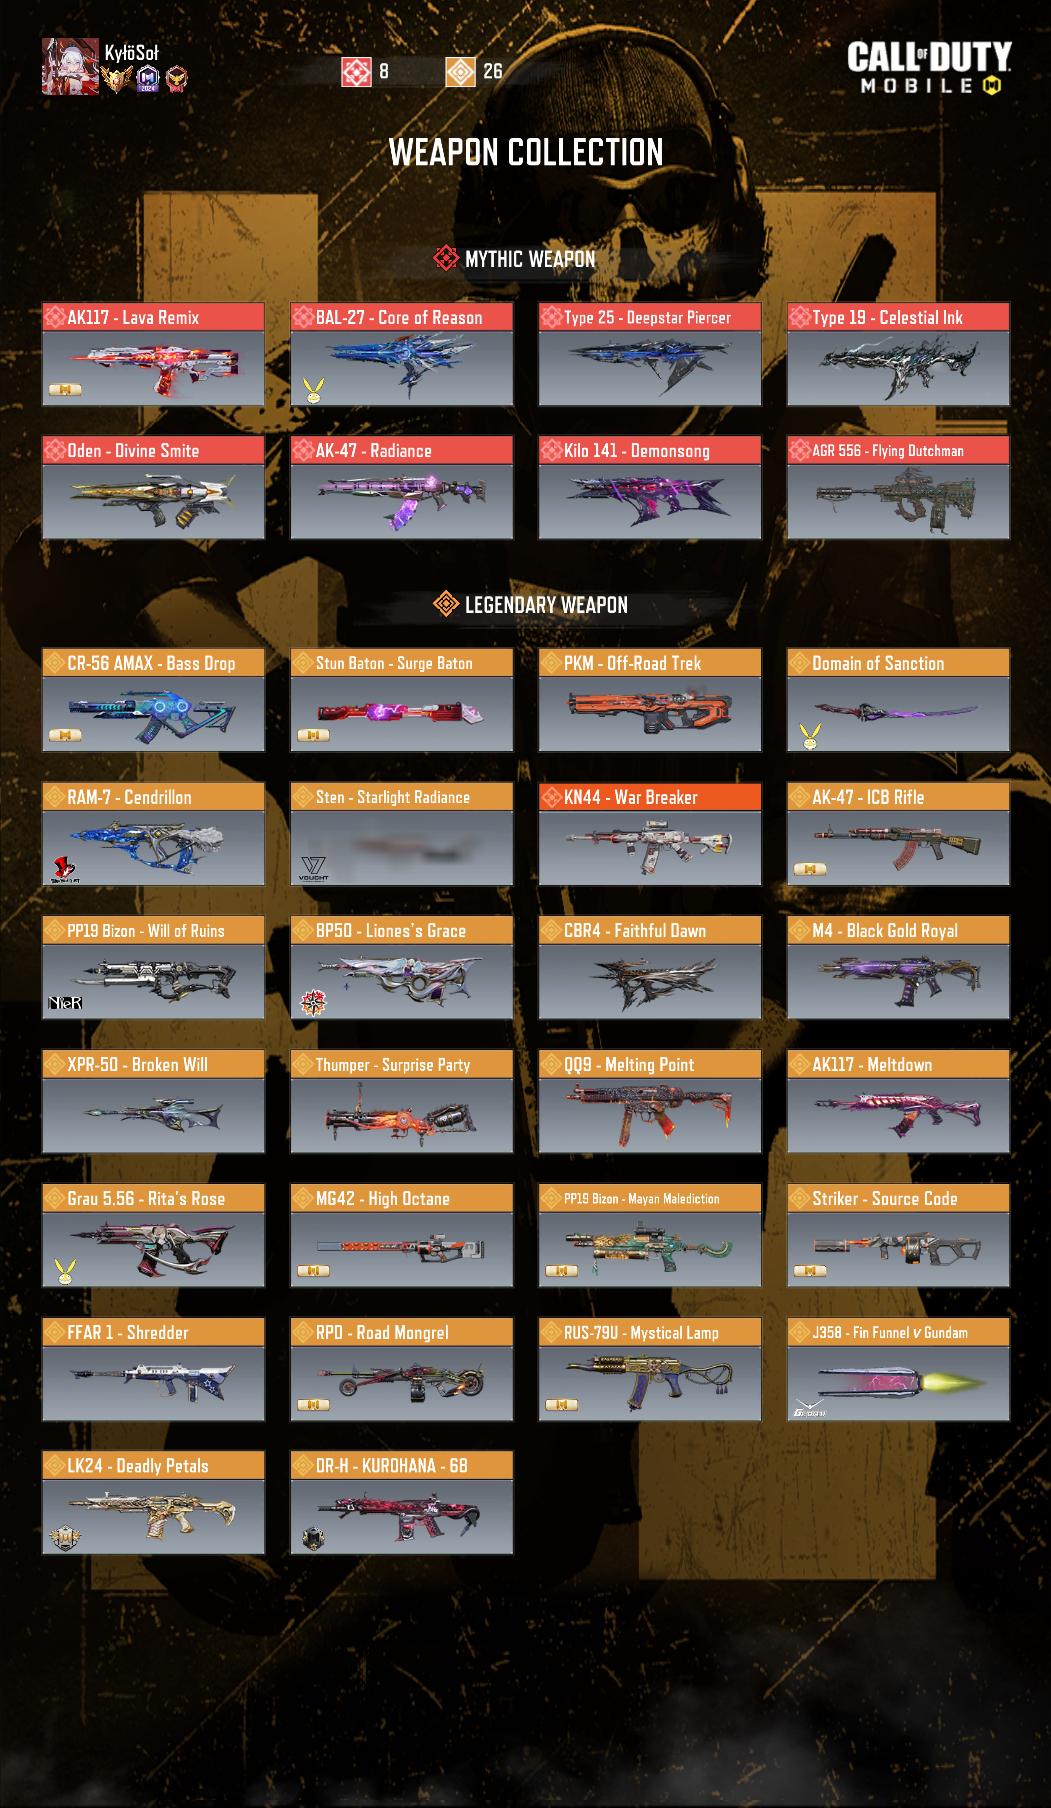 KyłöSoł
8
26
CALL OF DUTY
MOBILE
2024
WEAPON COLLECTION
MYTHIC WEAPON
AK117 - Lava Remix
BAL-27 - Core of Reason
Type 25 - Deepstar Piercer
Type 19 - Celestial Ink
Oden - Divine Smite
AK-47 - Radiance
Kilo 141 - Demonsong
AGR 556 - Flying Dutchman
LEGENDARY WEAPON
CR-56 AMAX - Bass Drop
Stun Baton - Surge Baton
PKM - Off-Road Trek
Domain of Sanction
RAM-7 - Cendrillon
Sten - Starlight Radiance
VOUGHT
KN44 - War Breaker
AK-47 - ICB Rifle
PP19 Bizon - Will of Ruins
NieR
BP50 - Liones's Grace
CBR4 - Faithful Dawn
M4 - Black Gold Royal
XPR-50 - Broken Will
Thumper - Surprise Party
QQ9 - Melting Point
AK117 - Meltdown
Grau 5.56 - Rita's Rose
MG42 - High Octane
PP19 Bizon - Mayan Malediction
Striker - Source Code
FFAR 1 - Shredder
RPD - Road Mongrel
RUS-79U - Mystical Lamp
J358 - Fin Funnel ν Gundam
GUNDAM
LK24 - Deadly Petals
DR-H - KUROHANA - 68